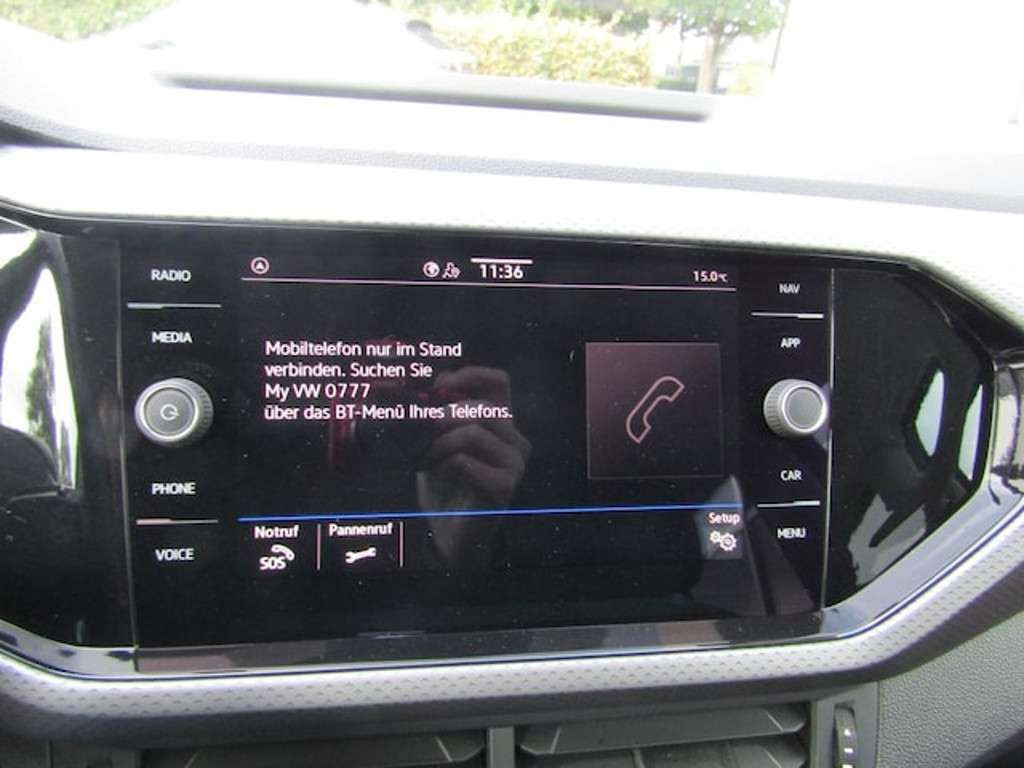 RADIO
MEDIA
PHONE
VOICE
11:36
15.0°C
Mobiltelefon nur im Stand
verbinden. Suchen Sie
My VW 0777
über das BT-Menü Ihres Telefons.
Notruf
SOS
Pannenruf
Setup
NAV
APP
CAR
MENU